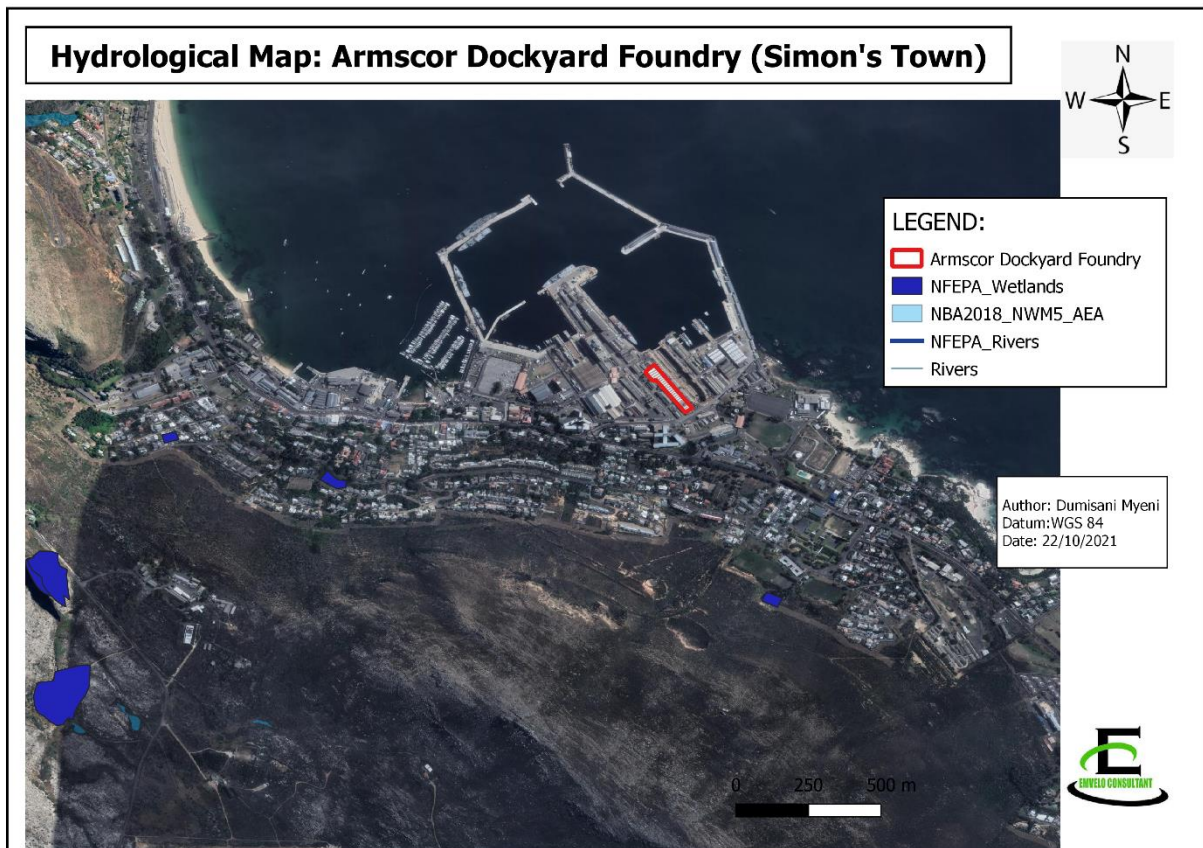 Hydrological Map: Armscor Dockyard Foundry (Simon's Town)
N
W E
S
LEGEND:
Armscor Dockyard Foundry
NFEPA_Wetlands
NBA2018_NWM5_AEA
NFEPA_Rivers
Rivers
Author: Dumisani Myeni
Datum:WGS 84
Date: 22/10/2021
0 250 500 m
E
EMVELO CONSULTANT